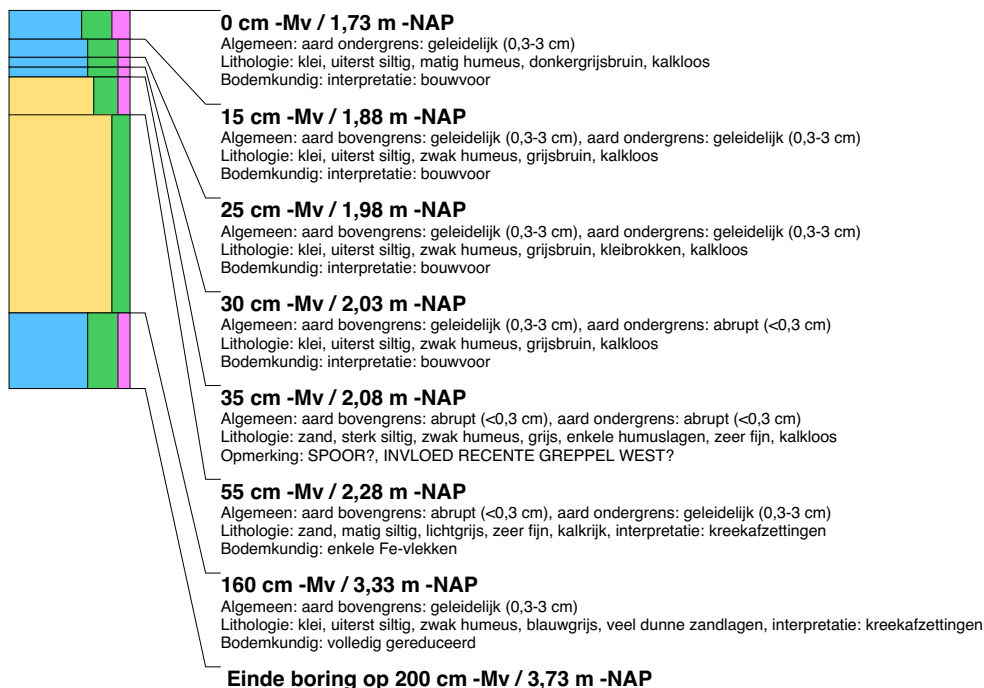 0 cm -Mv / 1,73 m -NAP
Algemeen: aard ondergrens: geleidelijk (0,3-3 cm)
Lithologie: klei, uiterst siltig, matig humeus, donkergrijsbruin, kalkloos
Bodemkundig: interpretatie: bouwvoor
15 cm -Mv / 1,88 m -NAP
Algemeen: aard bovengrens: geleidelijk (0,3-3 cm), aard ondergrens: geleidelijk (0,3-3 cm)
Lithologie: klei, uiterst siltig, zwak humeus, grijsbruin, kalkloos
Bodemkundig: interpretatie: bouwvoor
25 cm -Mv / 1,98 m -NAP
Algemeen: aard bovengrens: geleidelijk (0,3-3 cm), aard ondergrens: geleidelijk (0,3-3 cm)
Lithologie: klei, uiterst siltig, zwak humeus, grijsbruin, kleibrokken, kalkloos
Bodemkundig: interpretatie: bouwvoor
30 cm -Mv / 2,03 m -NAP
Algemeen: aard bovengrens: geleidelijk (0,3-3 cm), aard ondergrens: abrupt (<0,3 cm)
Lithologie: klei, uiterst siltig, zwak humeus, grijsbruin, kalkloos
Bodemkundig: interpretatie: bouwvoor
35 cm -Mv / 2,08 m -NAP
Algemeen: aard bovengrens: abrupt (<0,3 cm), aard ondergrens: abrupt (<0,3 cm)
Lithologie: zand, sterk siltig, zwak humeus, grijs, enkele humuslagen, zeer fijn, kalkloos
Opmerking: SPOOR?, INVLOED RECENTE GREPPEL WEST?
55 cm -Mv / 2,28 m -NAP
Algemeen: aard bovengrens: abrupt (<0,3 cm), aard ondergrens: geleidelijk (0,3-3 cm)
Lithologie: zand, matig siltig, lichtgrijs, zeer fijn, kalkrijk, interpretatie: kreekafzettingen
Bodemkundig: enkele Fe-vlekken
160 cm -Mv / 3,33 m -NAP
Algemeen: aard bovengrens: geleidelijk (0,3-3 cm)
Lithologie: klei, uiterst siltig, zwak humeus, blauwgrijs, veel dunne zandlagen, interpretatie: kreekafzettingen
Bodemkundig: volledig gereduceerd
Einde boring op 200 cm -Mv / 3,73 m -NAP